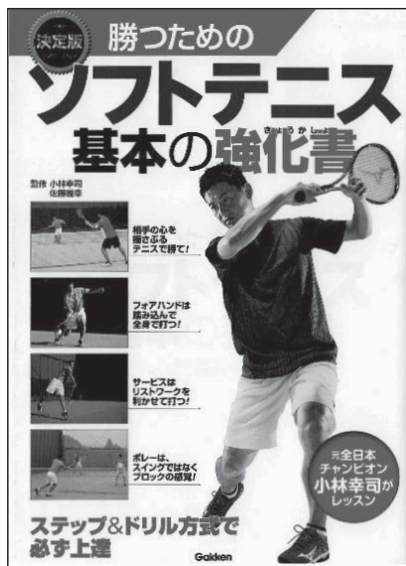 決定版
勝つための
ソフトテニス
きょうかしょ
基本の強化書
監修 小林幸司
佐藤雅幸
相手の心を
揺さぶる
テニスで勝て!
フォアハンドは
踏み込んで
全身で打つ!
サービスは
リストワークを
利かせて打つ!
ボレーは、
スイングではなく
ブロックの感覚!
元全日本
チャンピオン
小林幸司が
レッスン
ステップ&ドリル方式で
必ず上達
Gakken